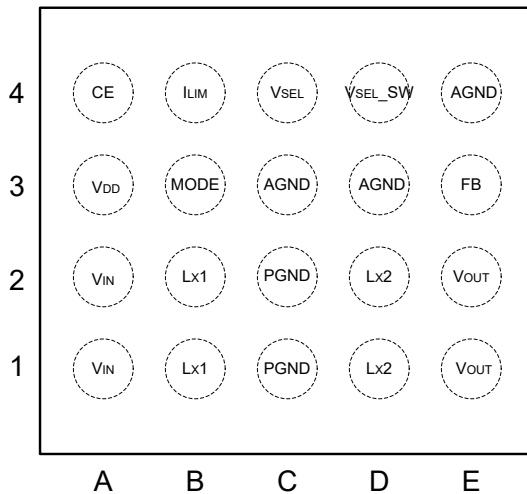 4 CE ILIM VSEL VSEL_SW AGND
3 VDD MODE AGND AGND FB
2 VIN LX1 PGND LX2 VOUT
1 VIN LX1 PGND LX2 VOUT
A B C D E